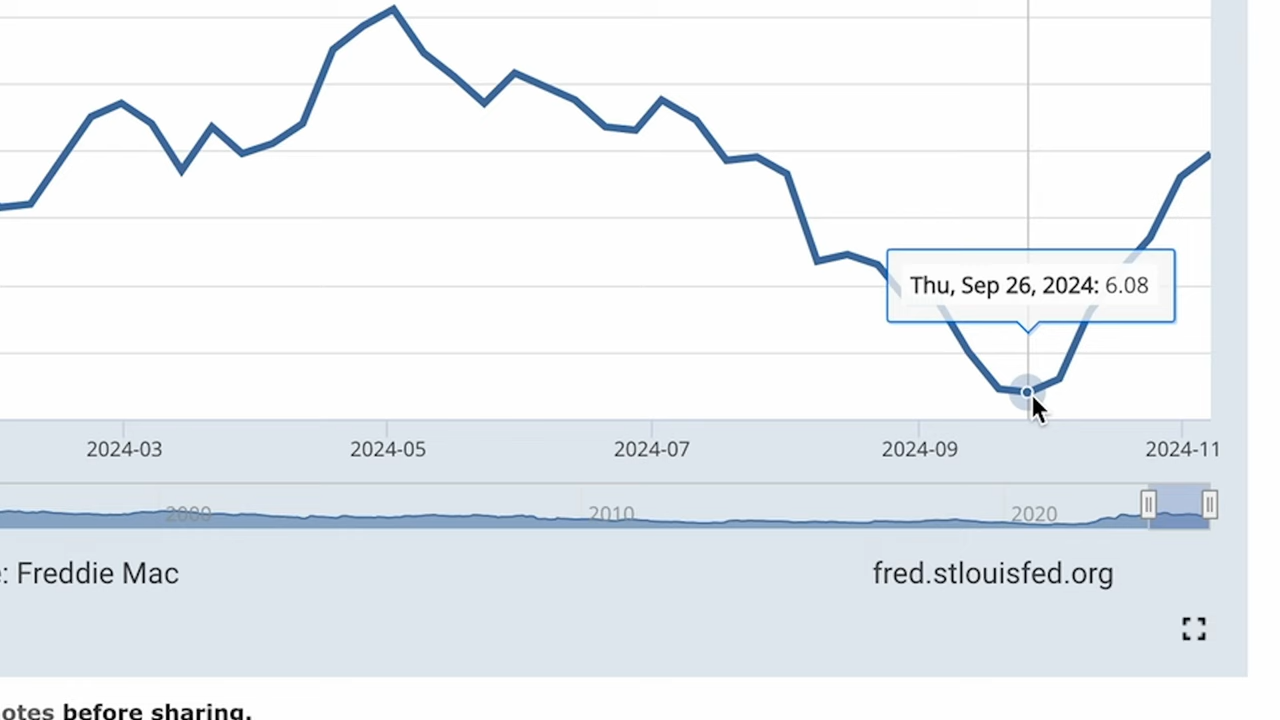 Thu, Sep 26, 2024: 6.08
2024-03 2024-05 2024-07 2024-09 2024-11
2000 2010 2020
: Freddie Mac fred.stlouisfed.org
otes before sharing.